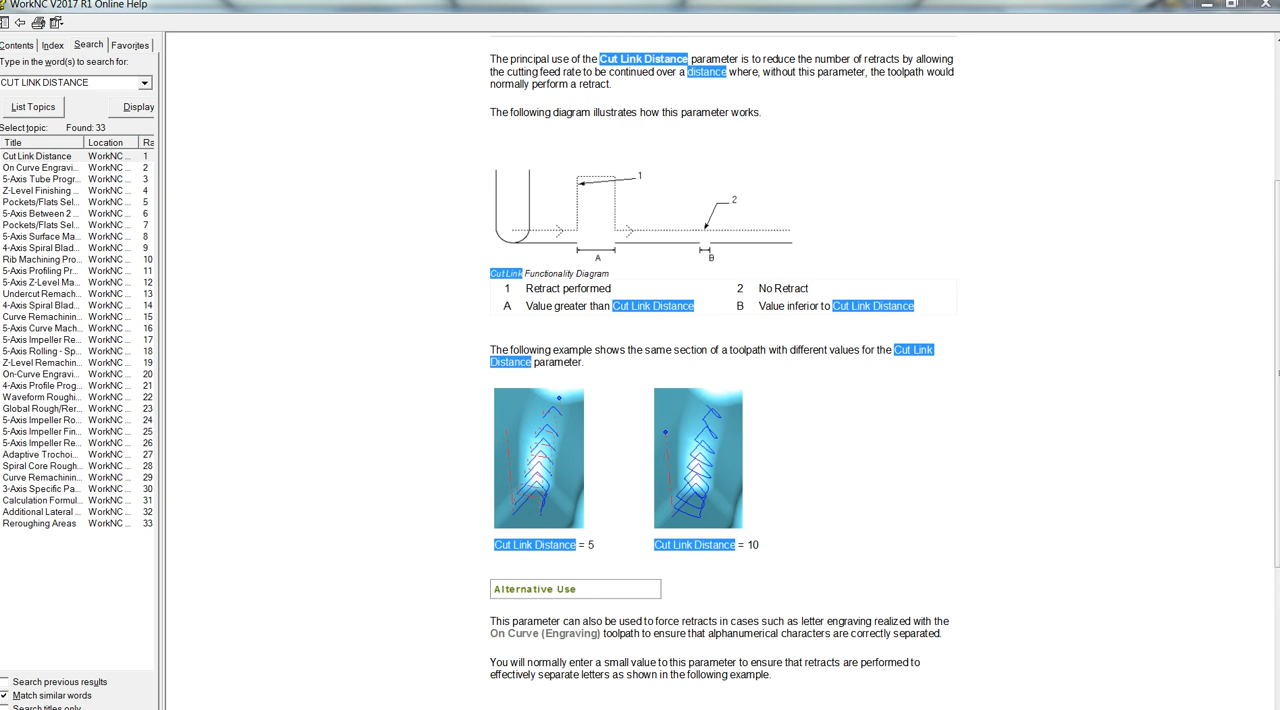 WorkNC V2017 R1 Online Help
Contents Index Search Favorites
Type in the word(s) to search for:
CUT LINK DISTANCE
List Topics Display
Select topic: Found: 33
Title Location Ra
Cut Link Distance WorkNC ... 1
On Curve Engravi... WorkNC ... 2
5-Axis Tube Progr... WorkNC ... 3
Z-Level Finishing ... WorkNC ... 4
Pockets/Flats Sel... WorkNC ... 5
5-Axis Between 2 ... WorkNC ... 6
Pockets/Flats Sel... WorkNC ... 7
5-Axis Surface Ma... WorkNC ... 8
4-Axis Spiral Blad... WorkNC ... 9
Rib Machining Pro... WorkNC ... 10
5-Axis Profiling Pr... WorkNC ... 11
5-Axis Z-Level Ma... WorkNC ... 12
Undercut Remach... WorkNC ... 13
4-Axis Spiral Blad... WorkNC ... 14
Curve Remachinin... WorkNC ... 15
5-Axis Curve Mach... WorkNC ... 16
5-Axis Impeller Re... WorkNC ... 17
5-Axis Rolling - Sp... WorkNC ... 18
Z-Level Remachin... WorkNC ... 19
On-Curve Engravi... WorkNC ... 20
4-Axis Profile Prog... WorkNC ... 21
Waveform Roughi... WorkNC ... 22
Global Rough/Rer... WorkNC ... 23
5-Axis Impeller Ro... WorkNC ... 24
5-Axis Impeller Fin... WorkNC ... 25
5-Axis Impeller Re... WorkNC ... 26
Adaptive Trochoi... WorkNC ... 27
Spiral Core Rough... WorkNC ... 28
Curve Remachinin... WorkNC ... 29
3-Axis Specific Pa... WorkNC ... 30
Calculation Formul... WorkNC ... 31
Additional Lateral ... WorkNC ... 32
Reroughing Areas WorkNC ... 33
Search previous results
Match similar words
Search titles only
The principal use of the Cut Link Distance parameter is to reduce the number of retracts by allowing
the cutting feed rate to be continued over a distance where, without this parameter, the toolpath would
normally perform a retract.
The following diagram illustrates how this parameter works.
1
2
A
B
Cut Link Functionality Diagram
1 Retract performed 2 No Retract
A Value greater than Cut Link Distance B Value inferior to Cut Link Distance
The following example shows the same section of a toolpath with different values for the Cut Link
Distance parameter.
Cut Link Distance = 5 Cut Link Distance = 10
Alternative Use
This parameter can also be used to force retracts in cases such as letter engraving realized with the
On Curve (Engraving) toolpath to ensure that alphanumerical characters are correctly separated.
You will normally enter a small value to this parameter to ensure that retracts are performed to
effectively separate letters as shown in the following example.